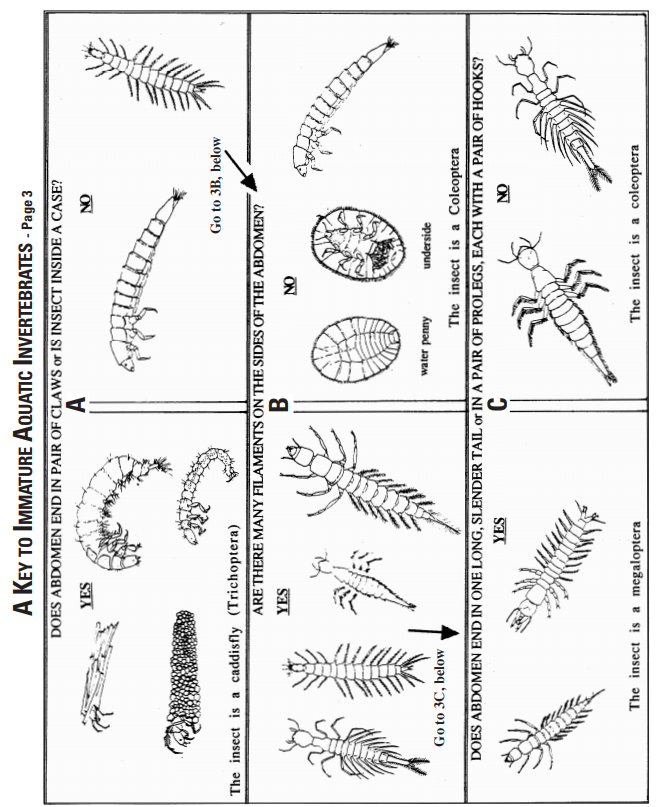 A KEY TO IMMATURE AQUATIC INVERTEBRATES - Page 3
DOES ABDOMEN END IN PAIR OF CLAWS or IS INSECT INSIDE A CASE?
A
YES
NO
The insect is a caddisfly (Trichoptera)
Go to 3B, below
ARE THERE MANY FILAMENTS ON THE SIDES OF THE ABDOMEN?
B
YES
NO
water penny
underside
Go to 3C, below
The insect is a Coleoptera
DOES ABDOMEN END IN ONE LONG, SLENDER TAIL or IN A PAIR OF PROLEGS, EACH WITH A PAIR OF HOOKS?
C
YES
NO
The insect is a megaloptera
The insect is a coleoptera